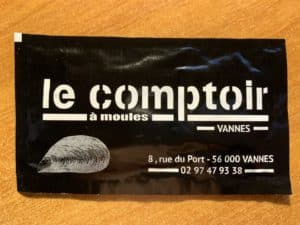 le comptoir
à moules
VANNES
8, rue du Port - 56 000 VANNES
02 97 47 93 38